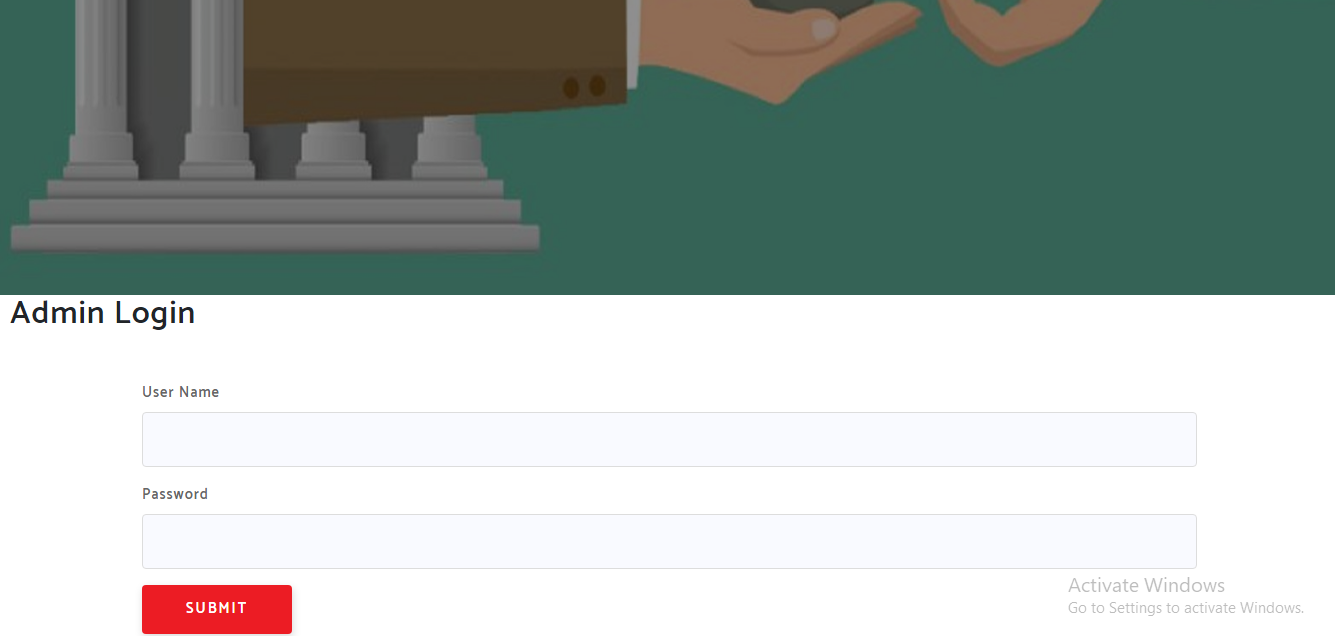 Admin Login
User Name
Password
SUBMIT
Activate Windows
Go to Settings to activate Windows.